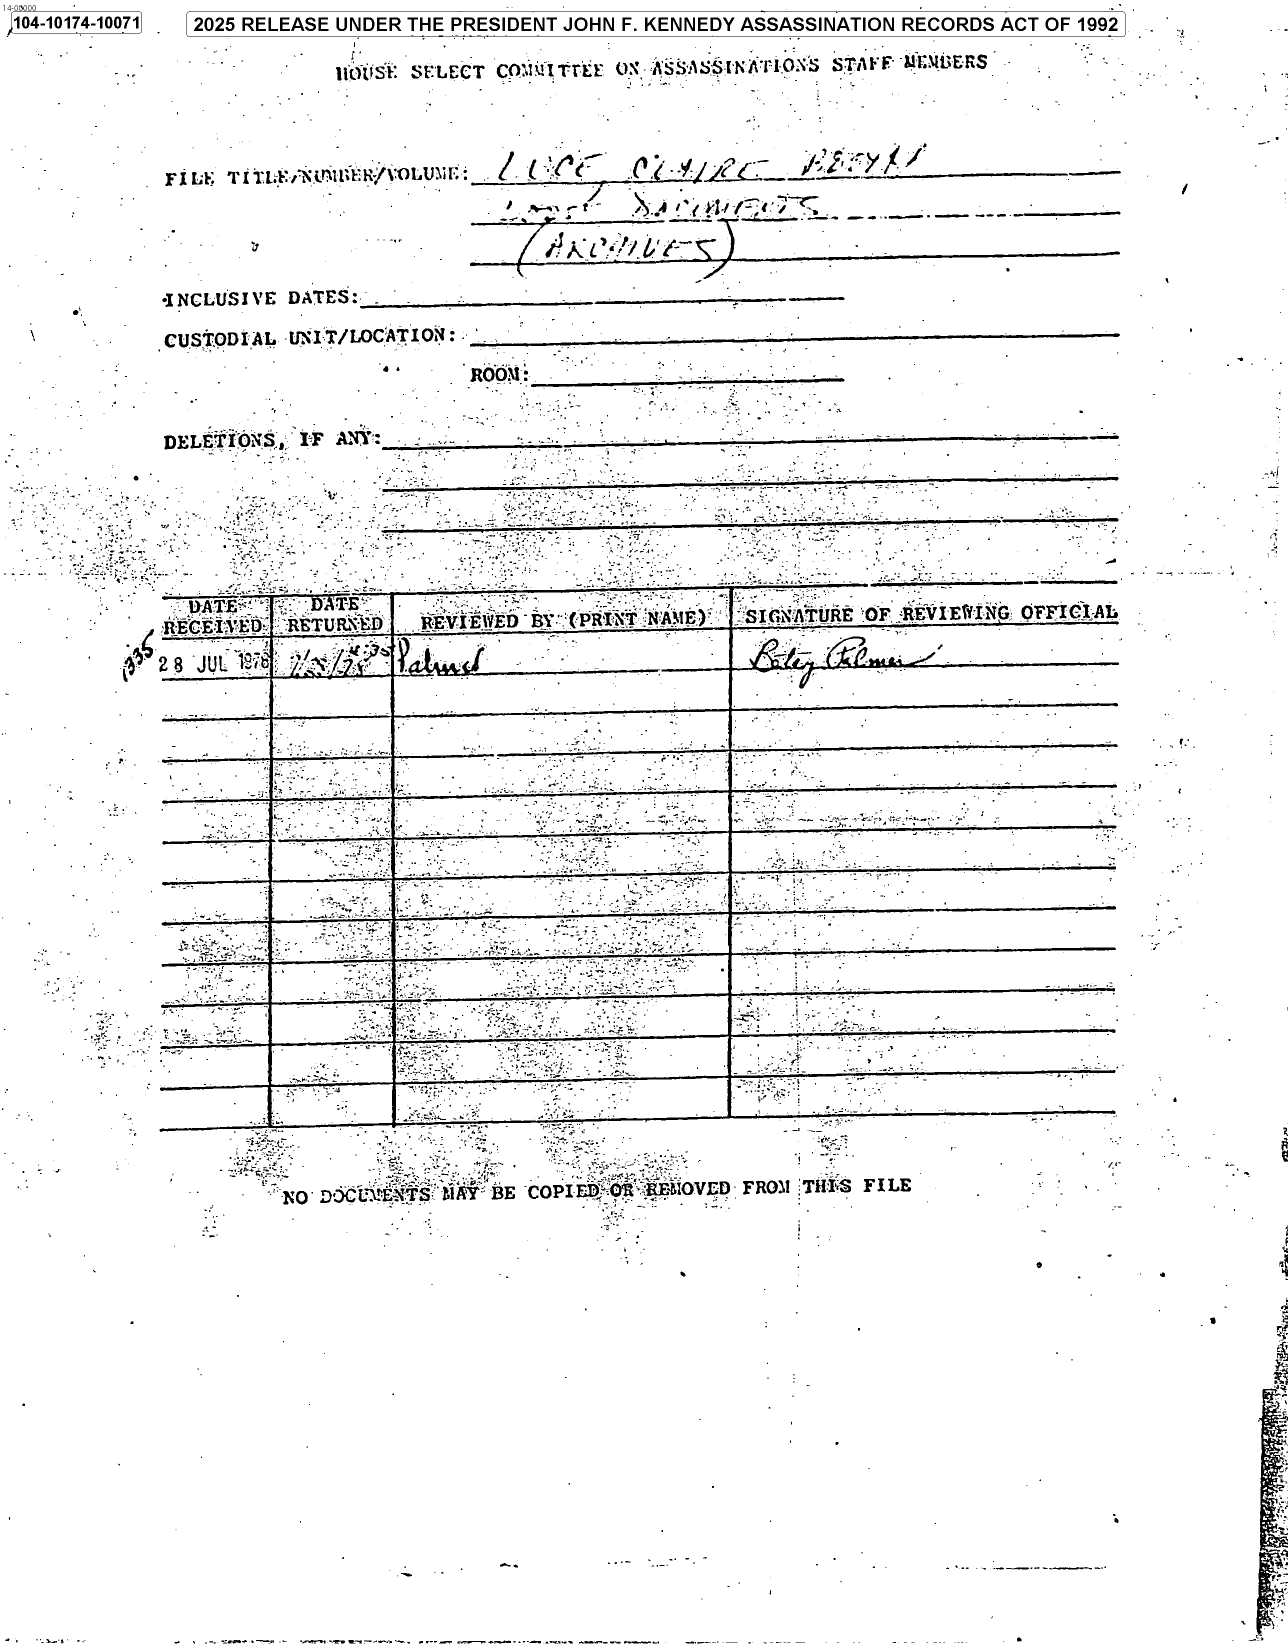 14-00000
104-10174-10071
2025 RELEASE UNDER THE PRESIDENT JOHN F. KENNEDY ASSASSINATION RECORDS ACT OF 1992
HOUSE SELECT COMMITTEE ON ASSASSINATIONS STAFF MEMBERS
FILE TITLE/NUMBER/VOLUME: LUCE, CLAIRE
DOCUMENTS
(ARCHIVES)
INCLUSIVE DATES:
CUSTODIAL UNIT/LOCATION:
ROOM:
DELETIONS, IF ANY:
DATE RECEIVED
DATE RETURNED
REVIEWED BY (PRINT NAME)
SIGNATURE OF REVIEWING OFFICIAL
1335
28 JUL 1978
Palmer
Betsy Palmer
NO DOCUMENTS MAY BE COPIED OR REMOVED FROM THIS FILE